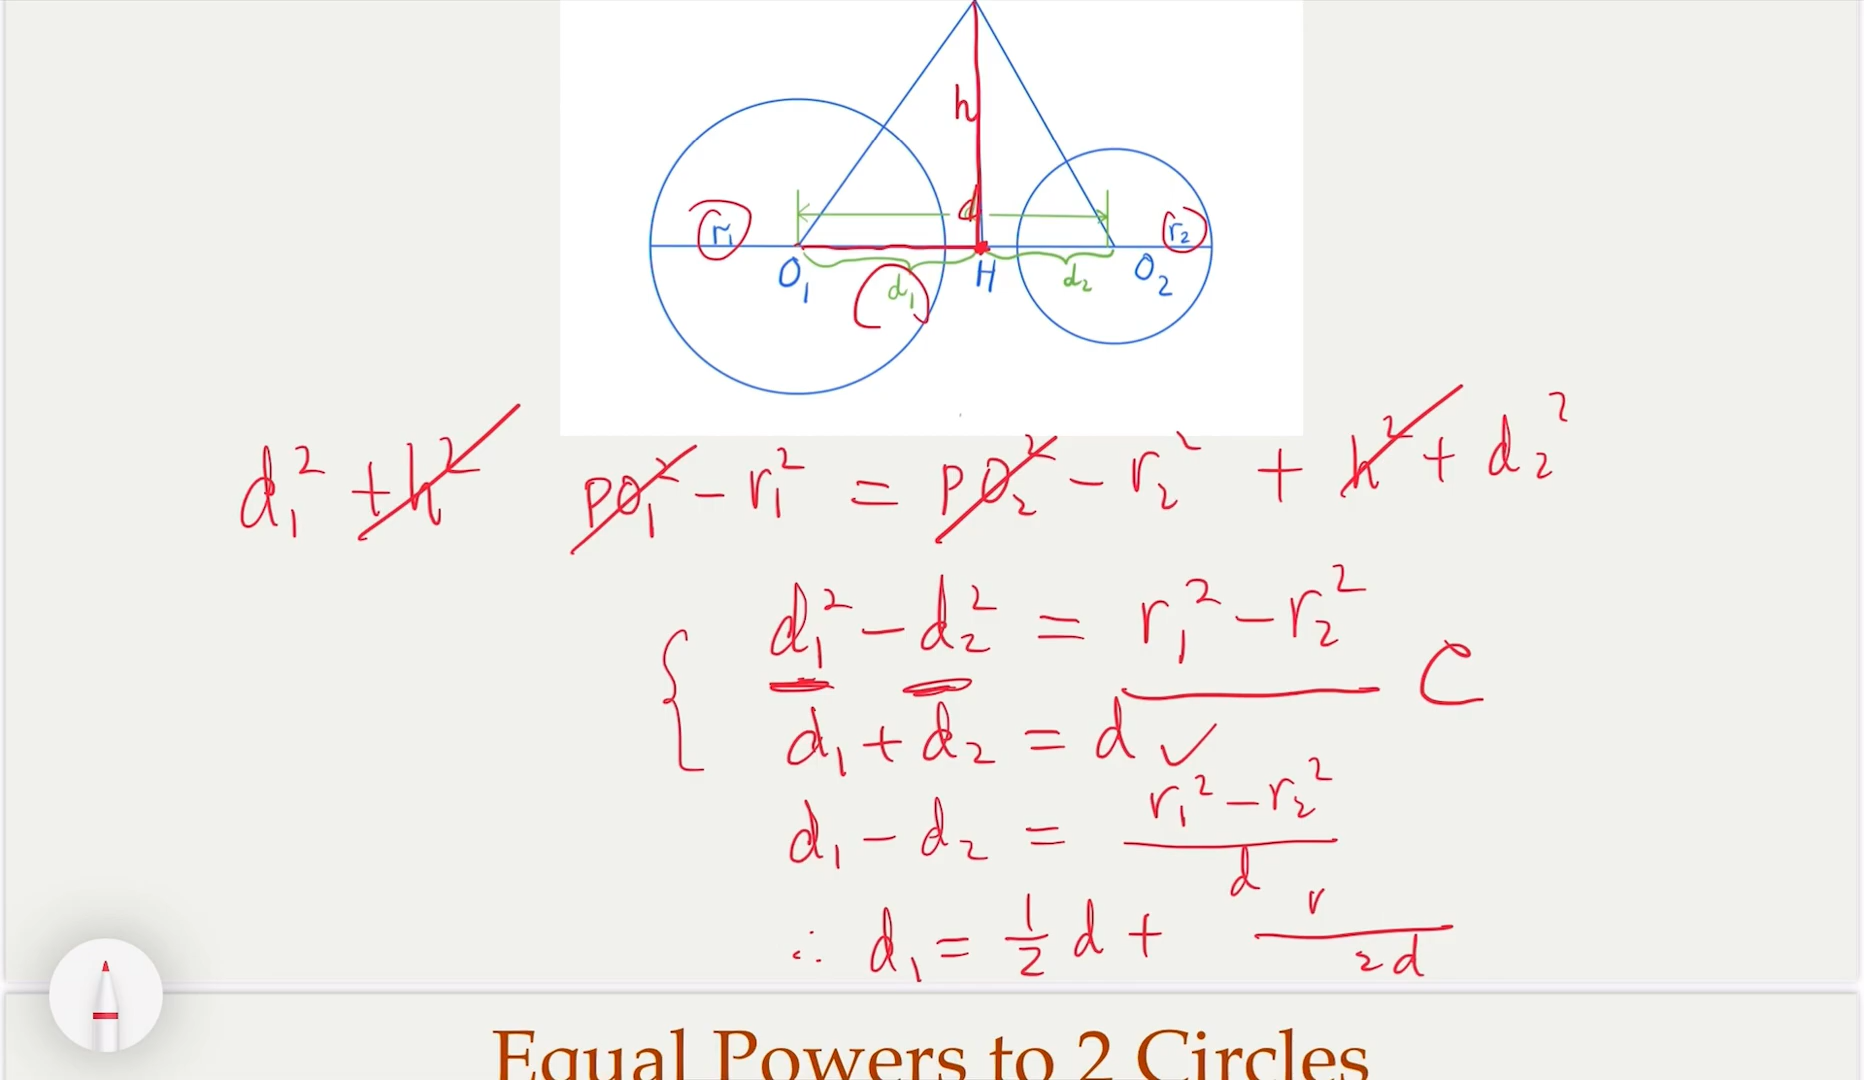 h
d
r₁ r₂
O₁ d₁ H d₂ O₂
d₁² + h² PO₁² - r₁² = PO₂² - r₂² + h² + d₂²
d₁² - d₂² = r₁² - r₂² C
d₁ + d₂ = d ✓
d₁ - d₂ = (r₁² - r₂²)/d
∴ d₁ = 1/2 d + r/2d
Equal Powers to 2 Circles